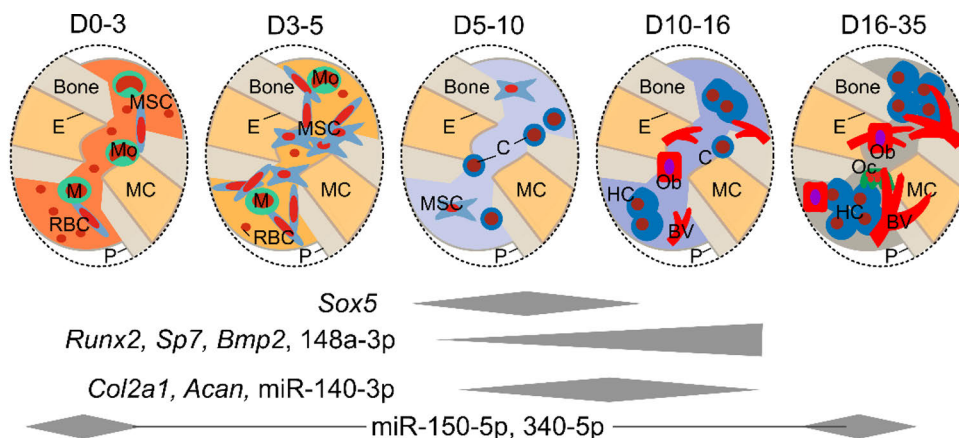 D0-3 D3-5 D5-10 D10-16 D16-35
Bone MSC E Mo M MC RBC P
Bone Mo E MSC M MC RBC P
Bone E C MSC MC P
Bone E C Ob HC MC BV P
Bone E Ob Oc MC HC BV P
Sox5
Runx2, Sp7, Bmp2, 148a-3p
Col2a1, Acan, miR-140-3p
miR-150-5p, 340-5p